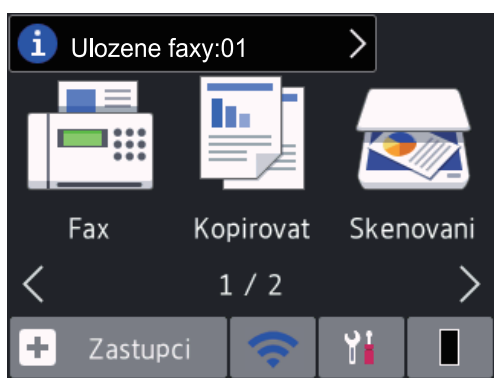 Ulozene faxy:01
Fax Kopirovat Skenovani
1 / 2
Zastupci